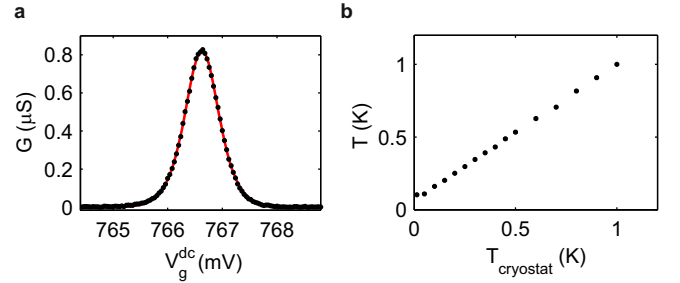 a
b
0.8
0.6
0.4
0.2
0
G (μS)
765 766 767 768
V_g^dc (mV)
1
0.5
0
T (K)
0 0.5 1
T_cryostat (K)